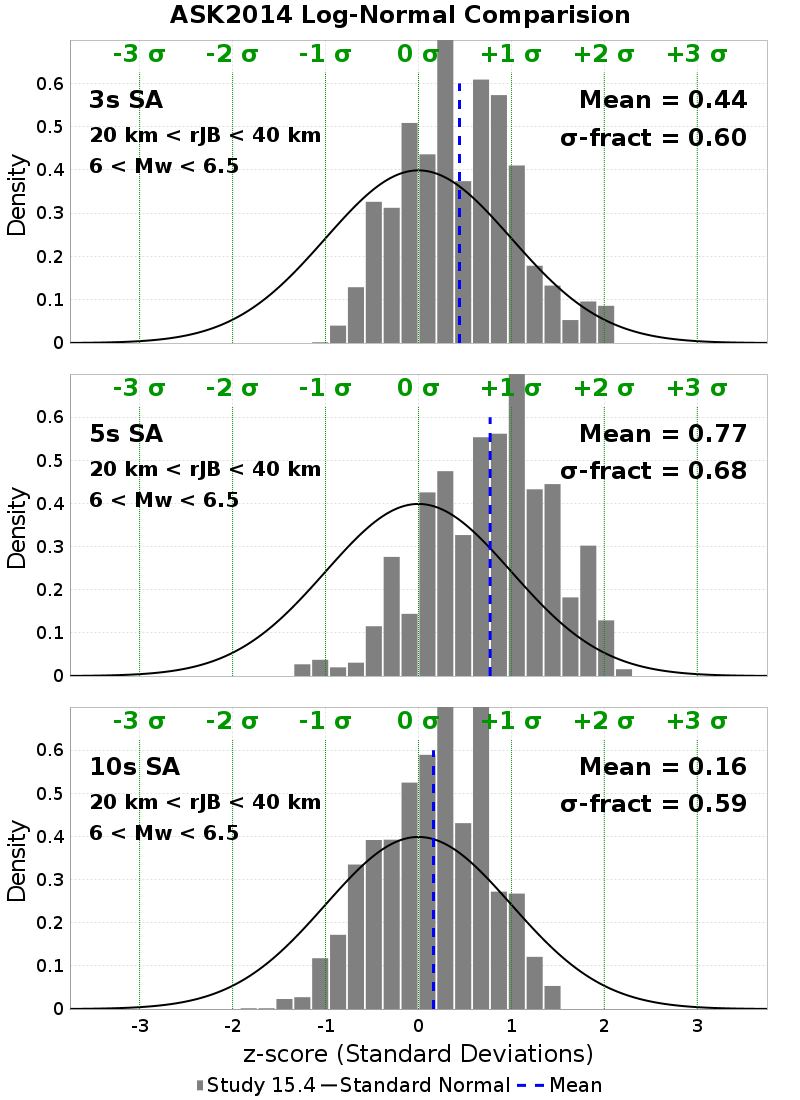 ASK2014 Log-Normal Comparision
-3 σ -2 σ -1 σ 0 σ +1 σ +2 σ +3 σ
3s SA
20 km < rJB < 40 km
6 < Mw < 6.5
Mean = 0.44
σ-fract = 0.60
Density
0.6
0.5
0.4
0.3
0.2
0.1
0
-3 σ -2 σ -1 σ 0 σ +1 σ +2 σ +3 σ
5s SA
20 km < rJB < 40 km
6 < Mw < 6.5
Mean = 0.77
σ-fract = 0.68
Density
0.6
0.5
0.4
0.3
0.2
0.1
0
-3 σ -2 σ -1 σ 0 σ +1 σ +2 σ +3 σ
10s SA
20 km < rJB < 40 km
6 < Mw < 6.5
Mean = 0.16
σ-fract = 0.59
Density
0.6
0.5
0.4
0.3
0.2
0.1
0
-3 -2 -1 0 1 2 3
z-score (Standard Deviations)
Study 15.4 Standard Normal Mean